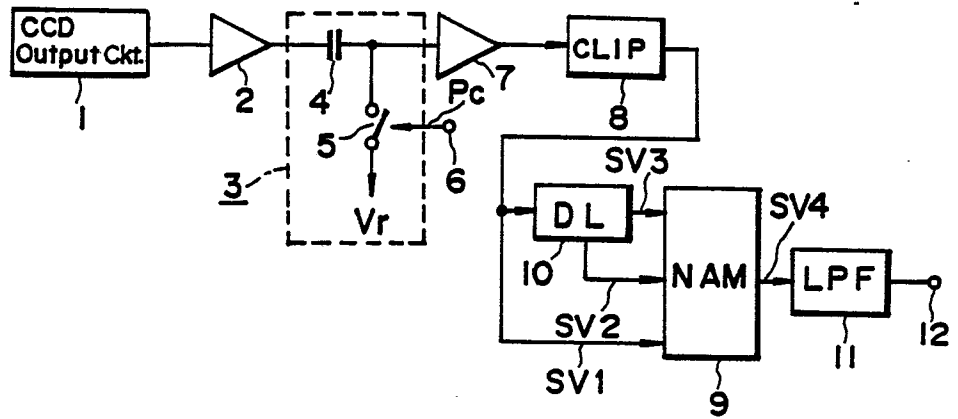 CCD
Output Ckt.
1
2
3
4
5
Vr
Pc
6
7
CLIP
8
DL
10
SV3
SV2
SV1
NAM
9
SV4
LPF
11
12